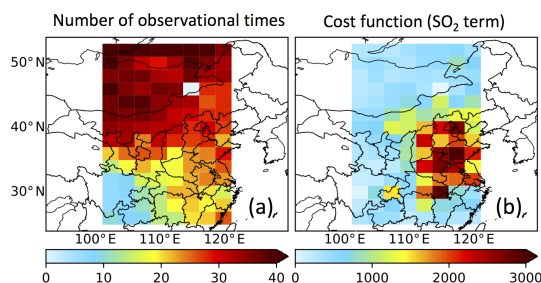 Number of observational times
Cost function (SO₂ term)
50°N
40°N
30°N
(a)
(b)
100°E 110°E 120°E
100°E 110°E 120°E
0 10 20 30 40
0 1000 2000 3000